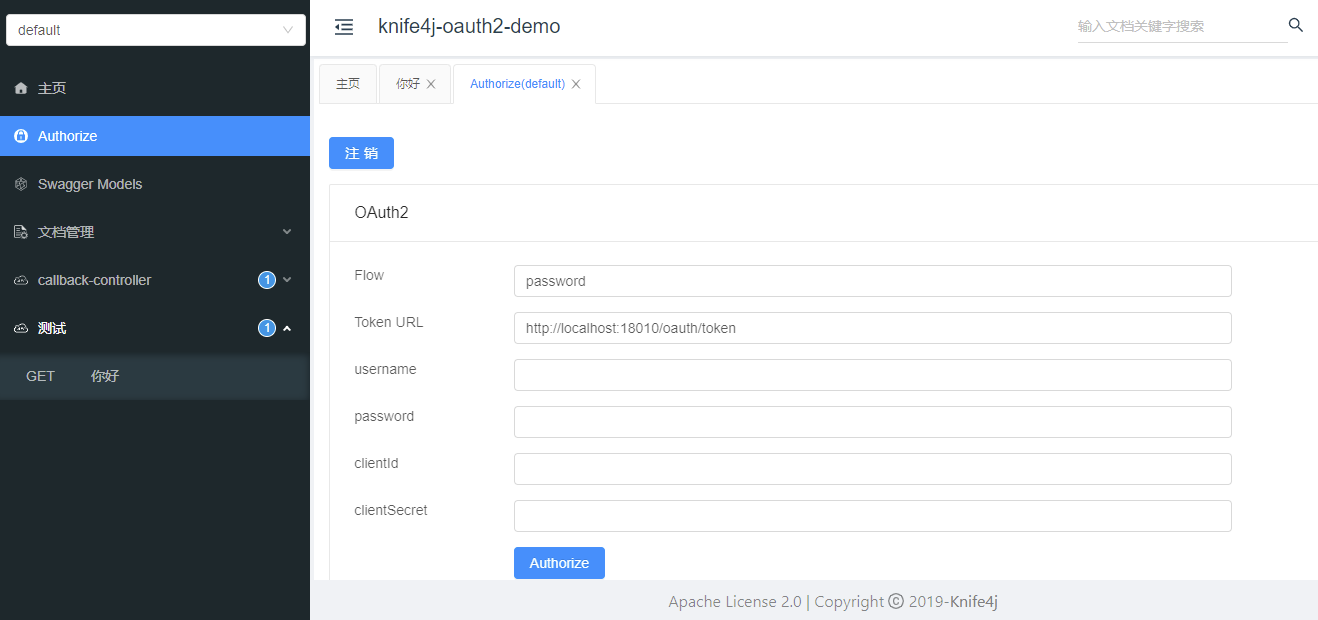 default
主页
Authorize
Swagger Models
文档管理
callback-controller 1
测试 1
GET 你好
knife4j-oauth2-demo
输入文档关键字搜索
主页 你好 Authorize(default)
注 销
OAuth2
Flow password
Token URL http://localhost:18010/oauth/token
username
password
clientId
clientSecret
Authorize
Apache License 2.0 | Copyright © 2019-Knife4j